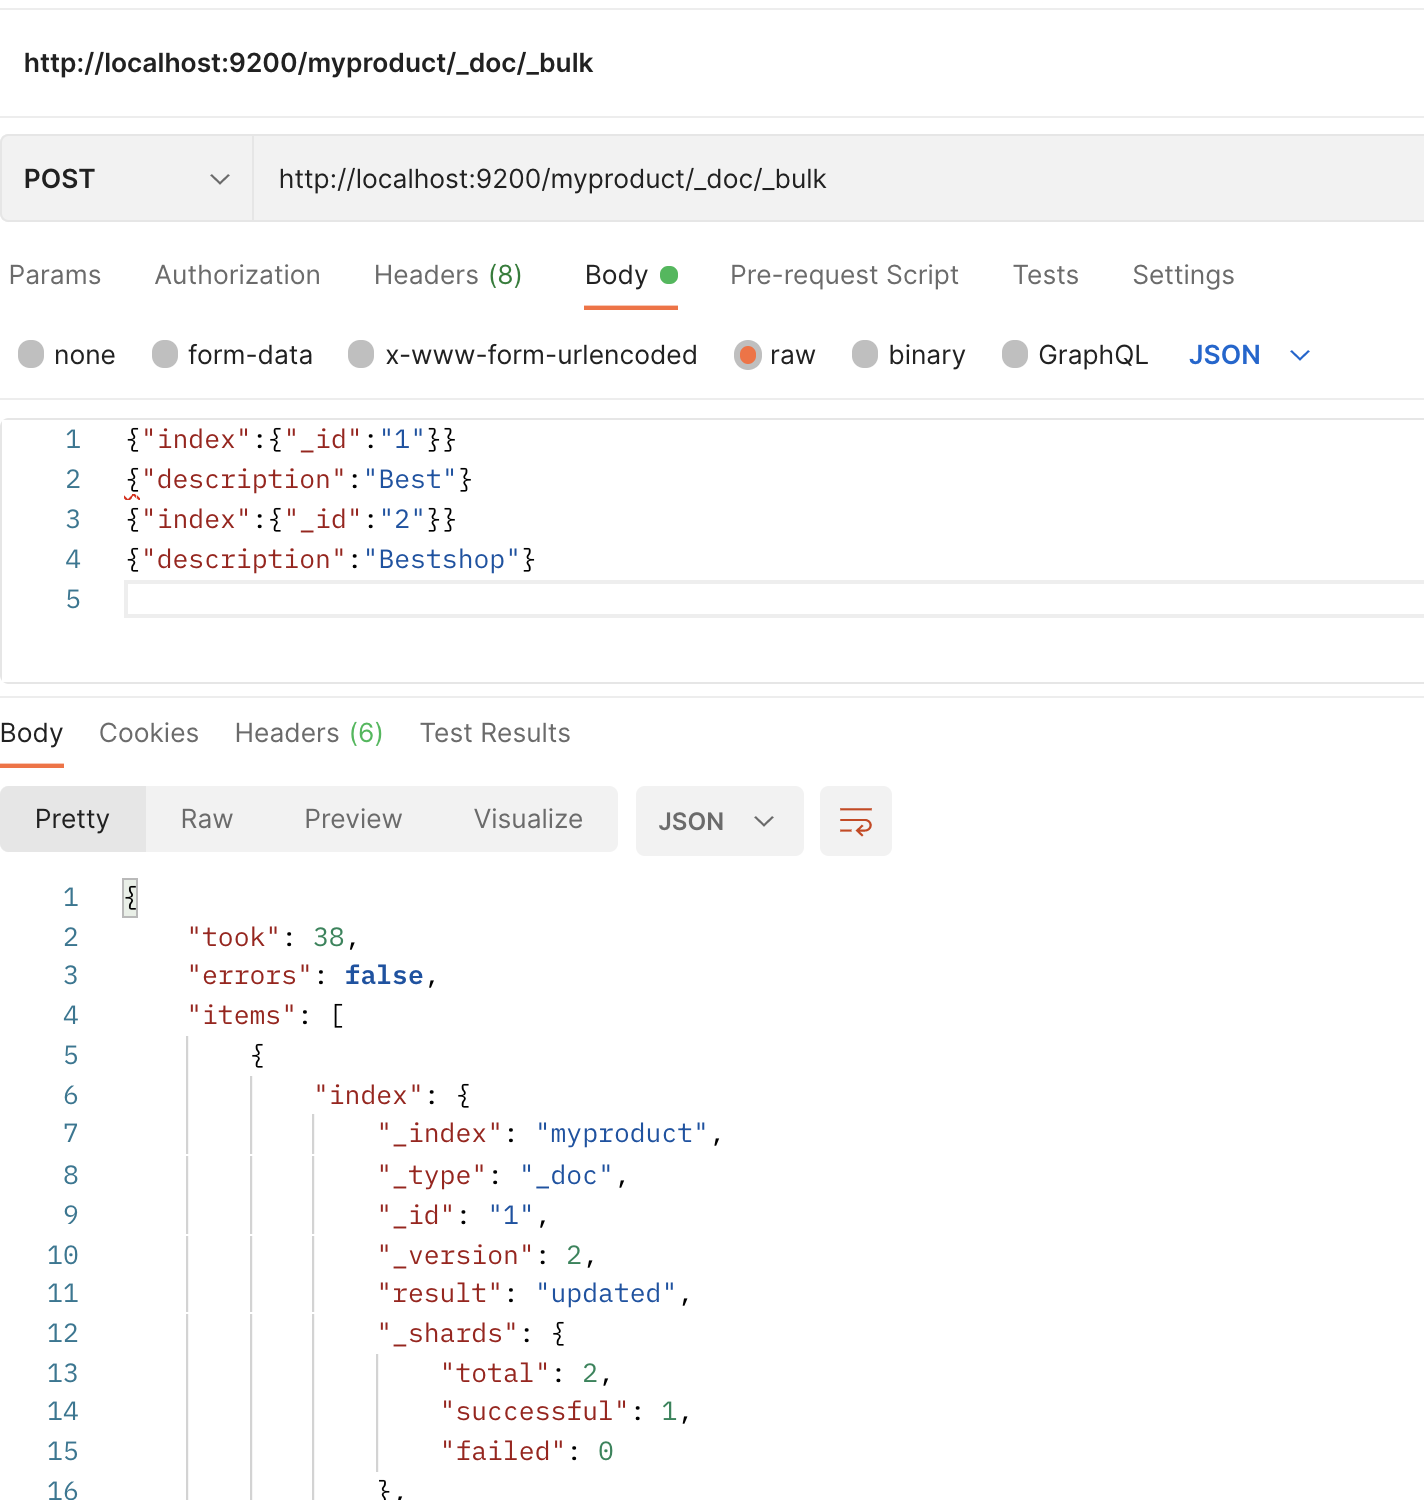 http://localhost:9200/myproduct/_doc/_bulk
POST http://localhost:9200/myproduct/_doc/_bulk
Params Authorization Headers (8) Body Pre-request Script Tests Settings
none form-data x-www-form-urlencoded raw binary GraphQL JSON
1 {"index":{"_id":"1"}}
2 {"description":"Best"}
3 {"index":{"_id":"2"}}
4 {"description":"Bestshop"}
5
Body Cookies Headers (6) Test Results
Pretty Raw Preview Visualize JSON
1 {
2 "took": 38,
3 "errors": false,
4 "items": [
5 {
6 "index": {
7 "_index": "myproduct",
8 "_type": "_doc",
9 "_id": "1",
10 "_version": 2,
11 "result": "updated",
12 "_shards": {
13 "total": 2,
14 "successful": 1,
15 "failed": 0
16 },